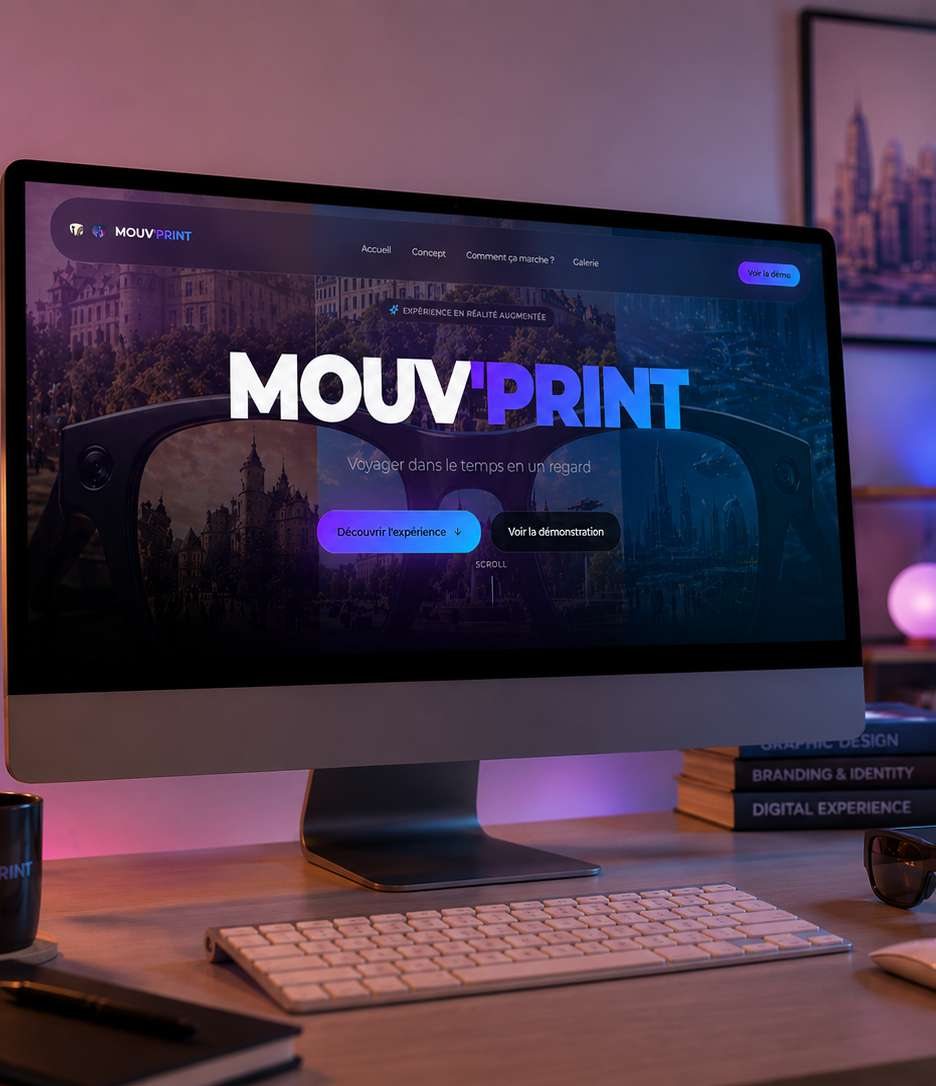 MOUV'PRINT
Accueil Concept Comment ça marche ? Galerie
Voir la démo
EXPÉRIENCE EN RÉALITÉ AUGMENTÉE
MOUV'PRINT
Voyager dans le temps en un regard
Découvrir l'expérience ↓
Voir la démonstration
SCROLL
GRAPHIC DESIGN
BRANDING & IDENTITY
DIGITAL EXPERIENCE
RINT